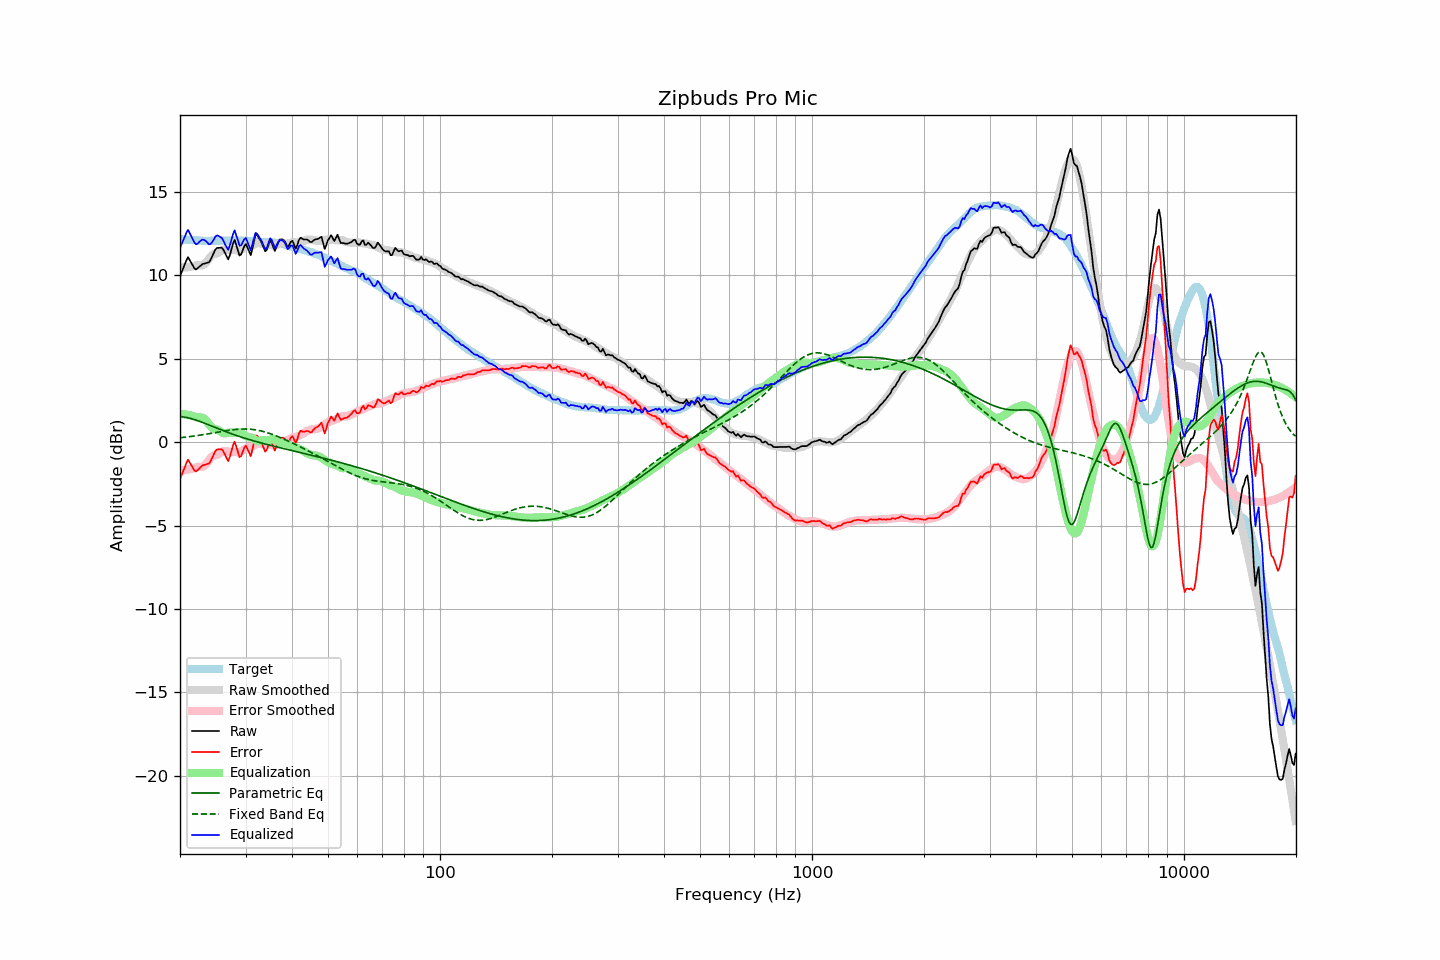 Zipbuds Pro Mic
Amplitude (dBr)
15
10
5
0
−5
−10
−15
−20
Target
Raw Smoothed
Error Smoothed
Raw
Error
Equalization
Parametric Eq
Fixed Band Eq
Equalized
100
1000
10000
Frequency (Hz)